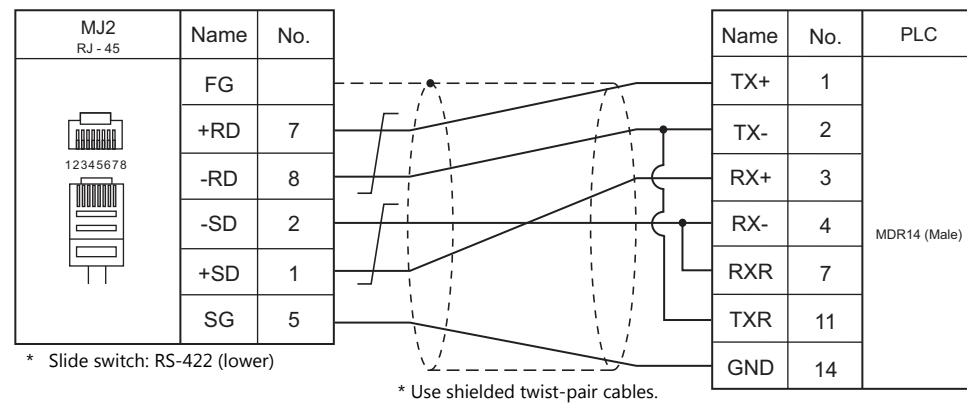 MJ2
RJ - 45
Name No.
FG
+RD 7
-RD 8
-SD 2
+SD 1
SG 5
12345678
* Slide switch: RS-422 (lower)
Name No. PLC
TX+ 1
TX- 2
RX+ 3
RX- 4
RXR 7
TXR 11
GND 14
MDR14 (Male)
* Use shielded twist-pair cables.